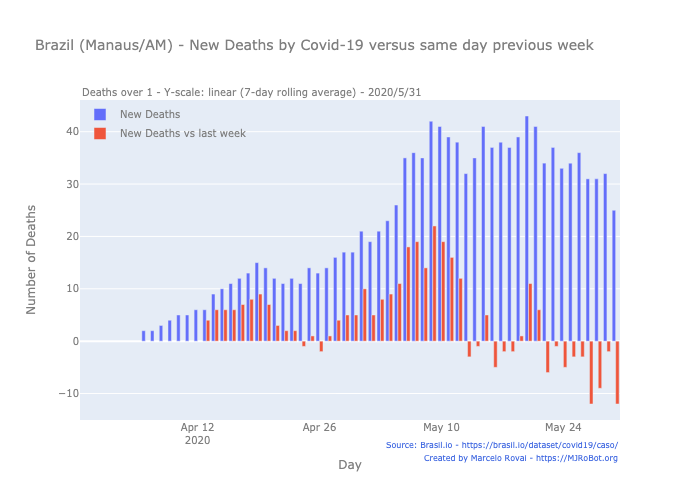 Brazil (Manaus/AM) - New Deaths by Covid-19 versus same day previous week
Deaths over 1 - Y-scale: linear (7-day rolling average) - 2020/5/31
New Deaths
New Deaths vs last week
40
30
20
10
0
−10
Number of Deaths
Apr 12
2020
Apr 26
May 10
May 24
Day
Source: Brasil.io - https://brasil.io/dataset/covid19/caso/
Created by Marcelo Rovai - https://MJRoBot.org